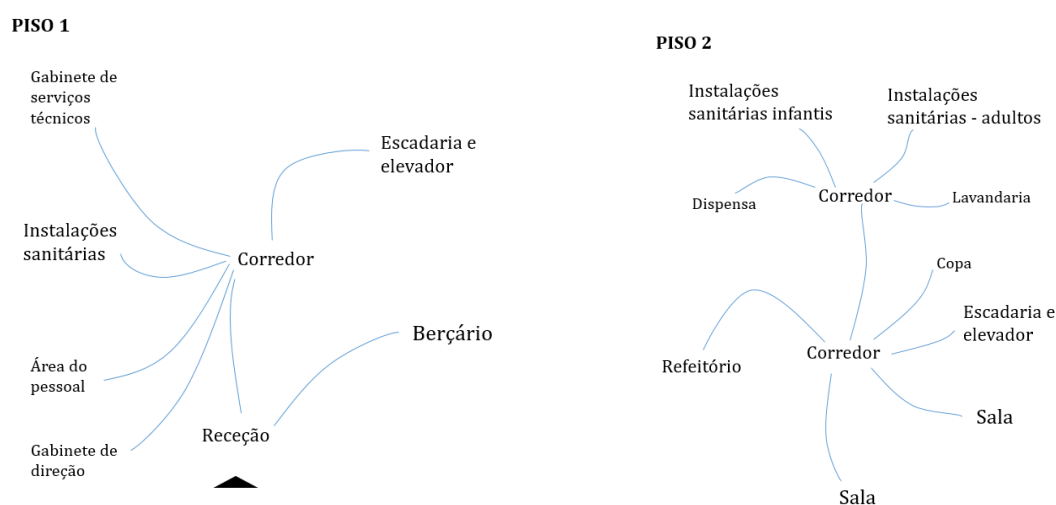 PISO 1
Gabinete de
serviços
técnicos
Escadaria e
elevador
Instalações
sanitárias
Corredor
Berçário
Área do
pessoal
Receção
Gabinete de
direção
PISO 2
Instalações
sanitárias infantis
Instalações
sanitárias - adultos
Dispensa
Corredor
Lavandaria
Copa
Escadaria e
elevador
Corredor
Refeitório
Sala
Sala